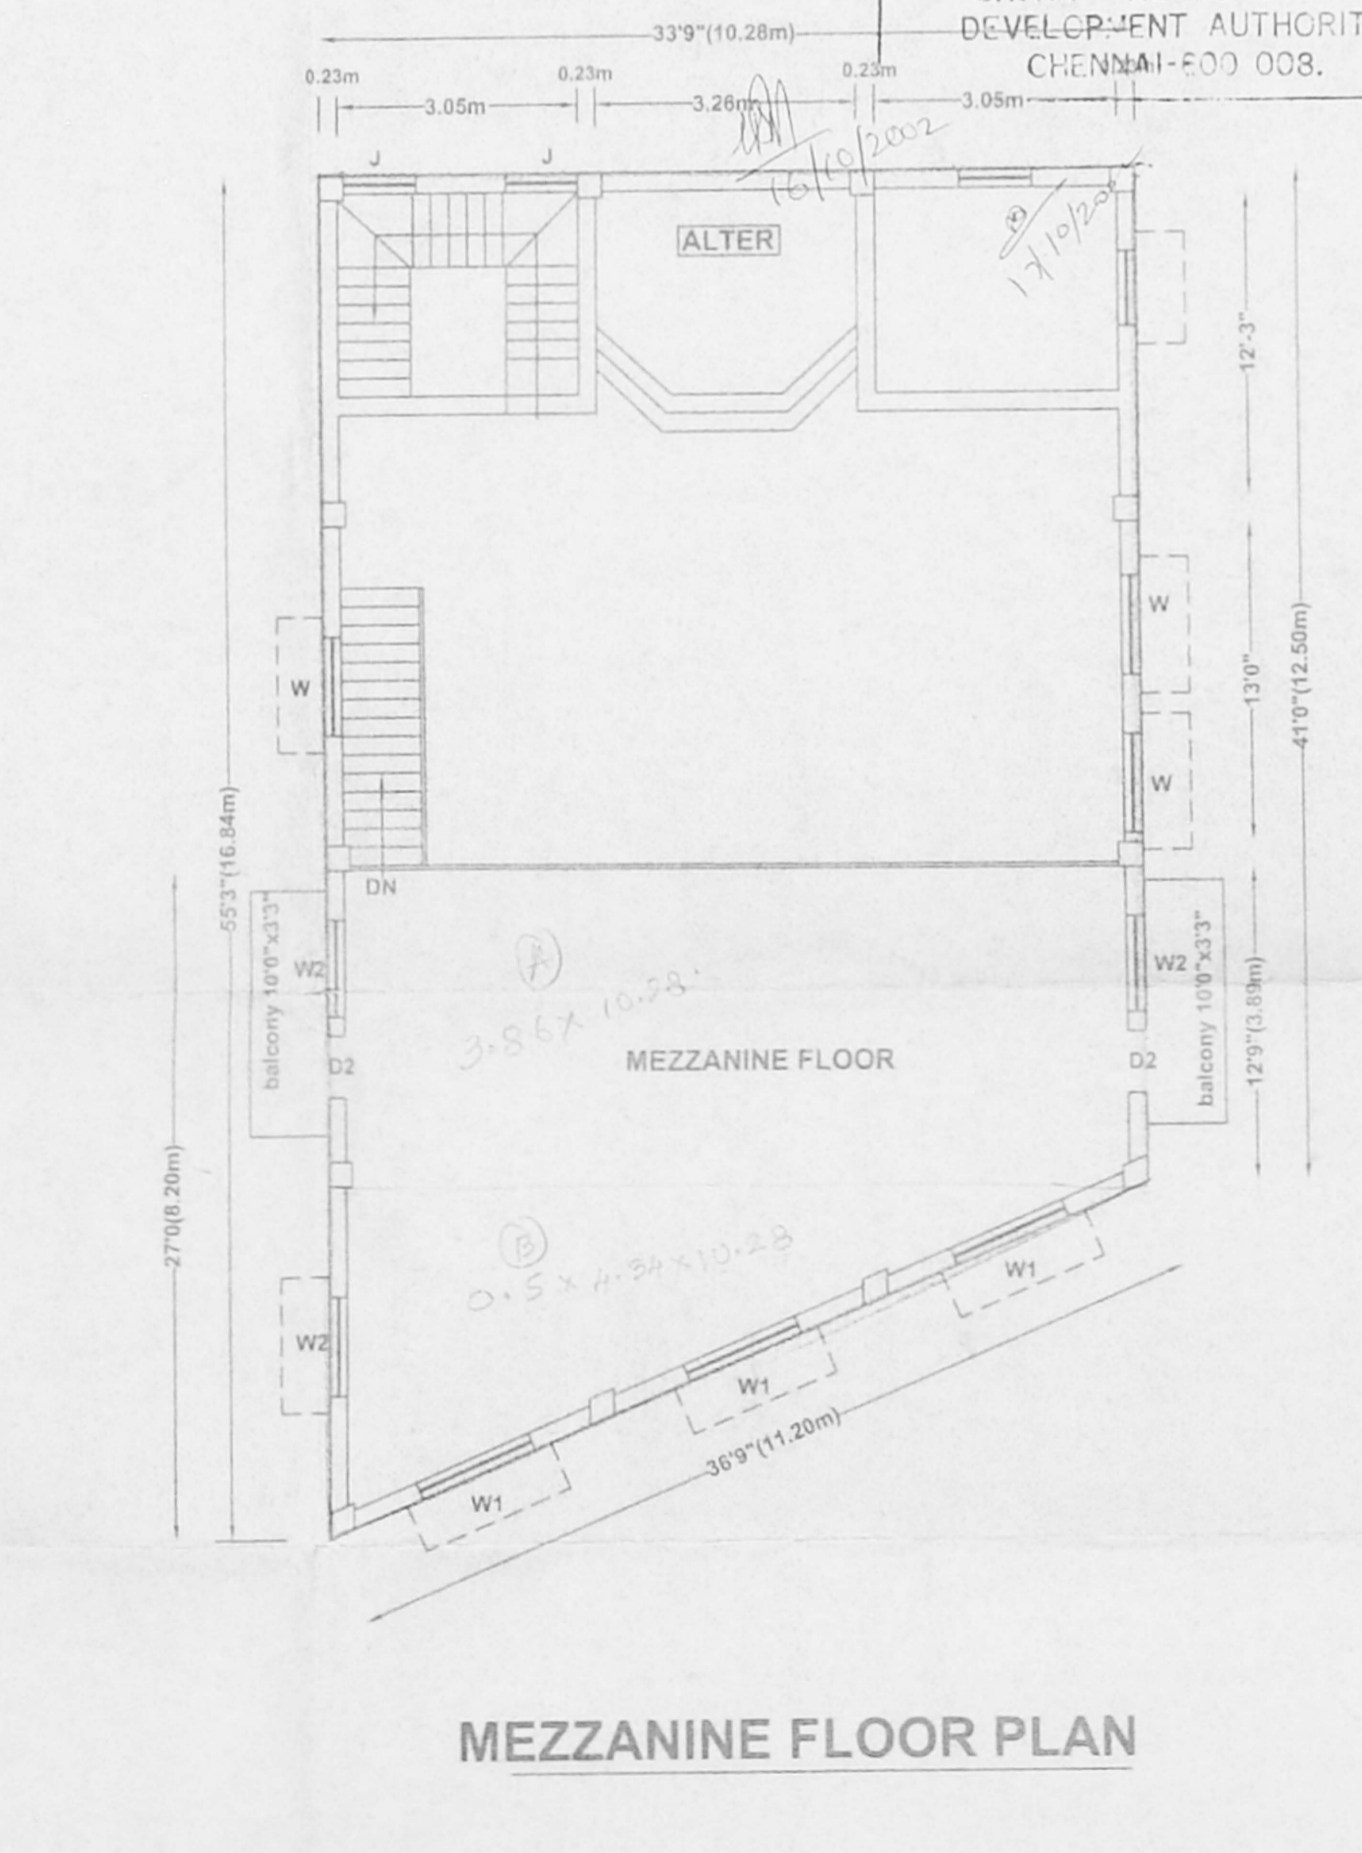 DEVELOPMENT AUTHORIT
CHENNAI-600 008.
33'9"(10.28m)
0.23m 0.23m 0.23m
3.05m 3.26m 3.05m
16/10/2002
J J
ALTER
12'-3"
W
W
W
13'0"
41'0"(12.50m)
55'3"(16.84m)
DN
balcony 10'0"x3'3"
W2
A
3.86 x 10.28
W2
balcony 10'0"x3'3"
12'9"(3.89m)
MEZZANINE FLOOR
D2
D2
27'0(8.20m)
B
0.5 x 4.34 x 10.28
W2
W1
W1
W1
36'9"(11.20m)
MEZZANINE FLOOR PLAN